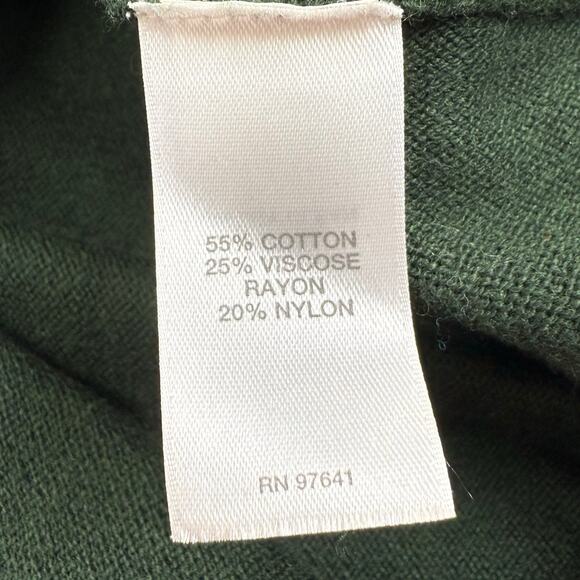 55% COTTON
25% VISCOSE
RAYON
20% NYLON
RN 97641